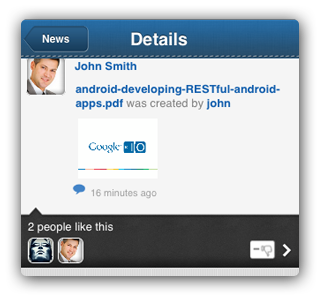 News
Details
John Smith
android-developing-RESTful-android-
apps.pdf was created by john
Google IO
16 minutes ago
2 people like this